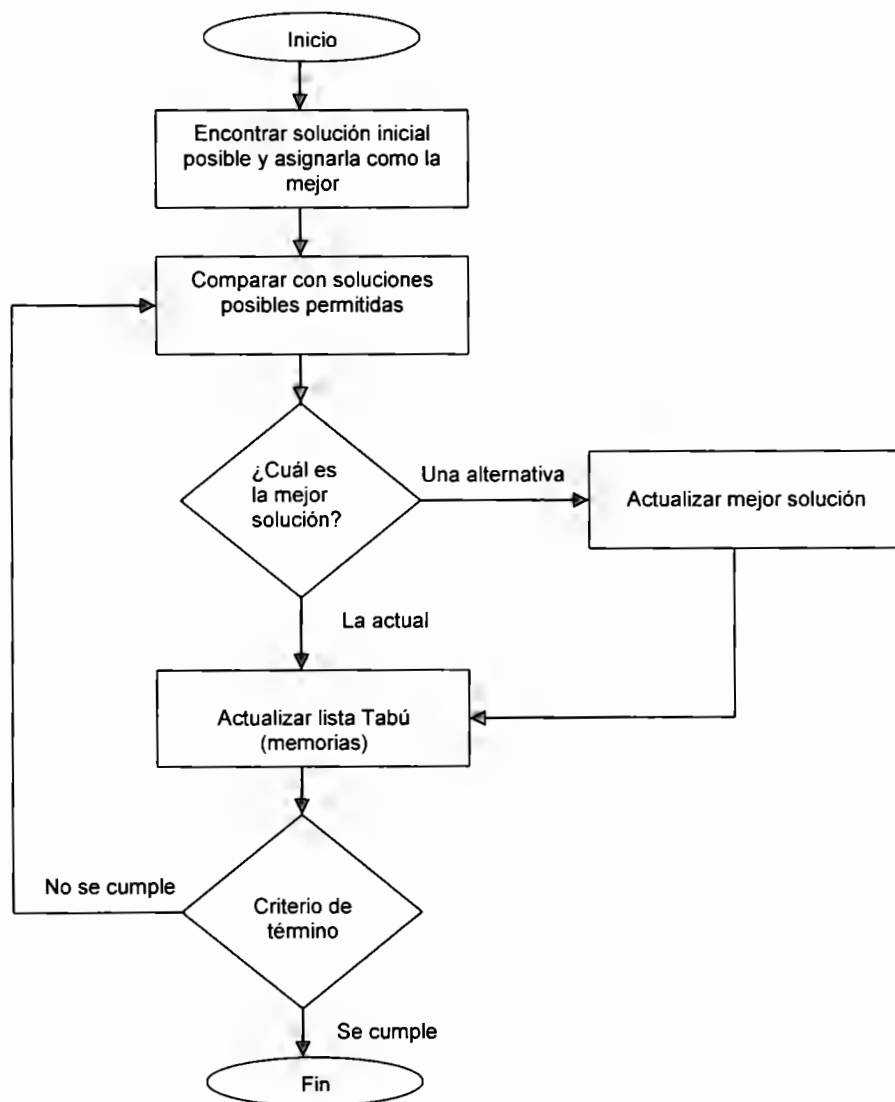 Inicio
Encontrar solución inicial
posible y asignarla como la
mejor
Comparar con soluciones
posibles permitidas
¿Cuál es
la mejor
solución?
Una alternativa
Actualizar mejor solución
La actual
Actualizar lista Tabú
(memorias)
No se cumple
Criterio de
término
Se cumple
Fin